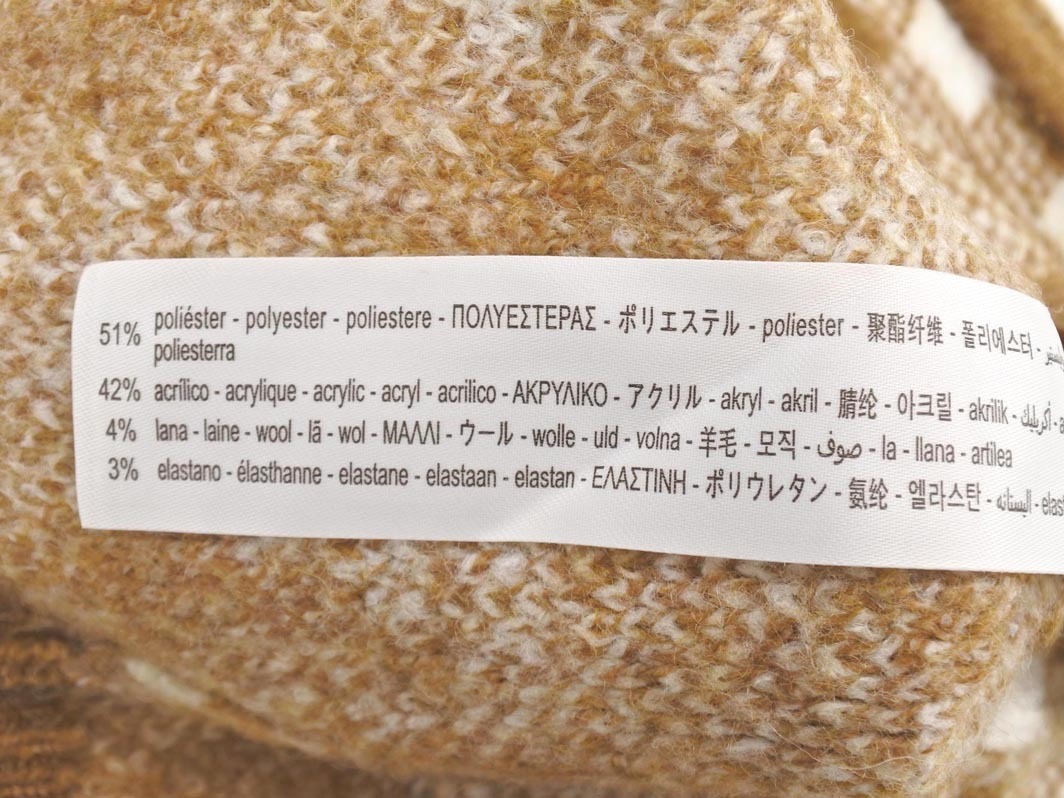 51% poliéster - polyester - poliestere - ΠΟΛΥΕΣΤΕΡΑΣ - ポリエステル - poliester - 聚酯纤维 - 폴리에스터 -
poliesterra
42% acrílico - acrylique - acrylic - acryl - acrilico - ΑΚΡΥΛΙΚΟ - アクリル - akryl - akril - 腈纶 - 아크릴 - akrilik - أكريليك -
4% lana - laine - wool - lã - wol - ΜΑΛΛΙ - ウール - wolle - uld - volna - 羊毛 - 모직 - صوف - la - llana - artilea
3% elastano - élasthanne - elastane - elastaan - elastan - ΕΛΑΣΤΙΝΗ - ポリウレタン - 氨纶 - 엘라스탄 -